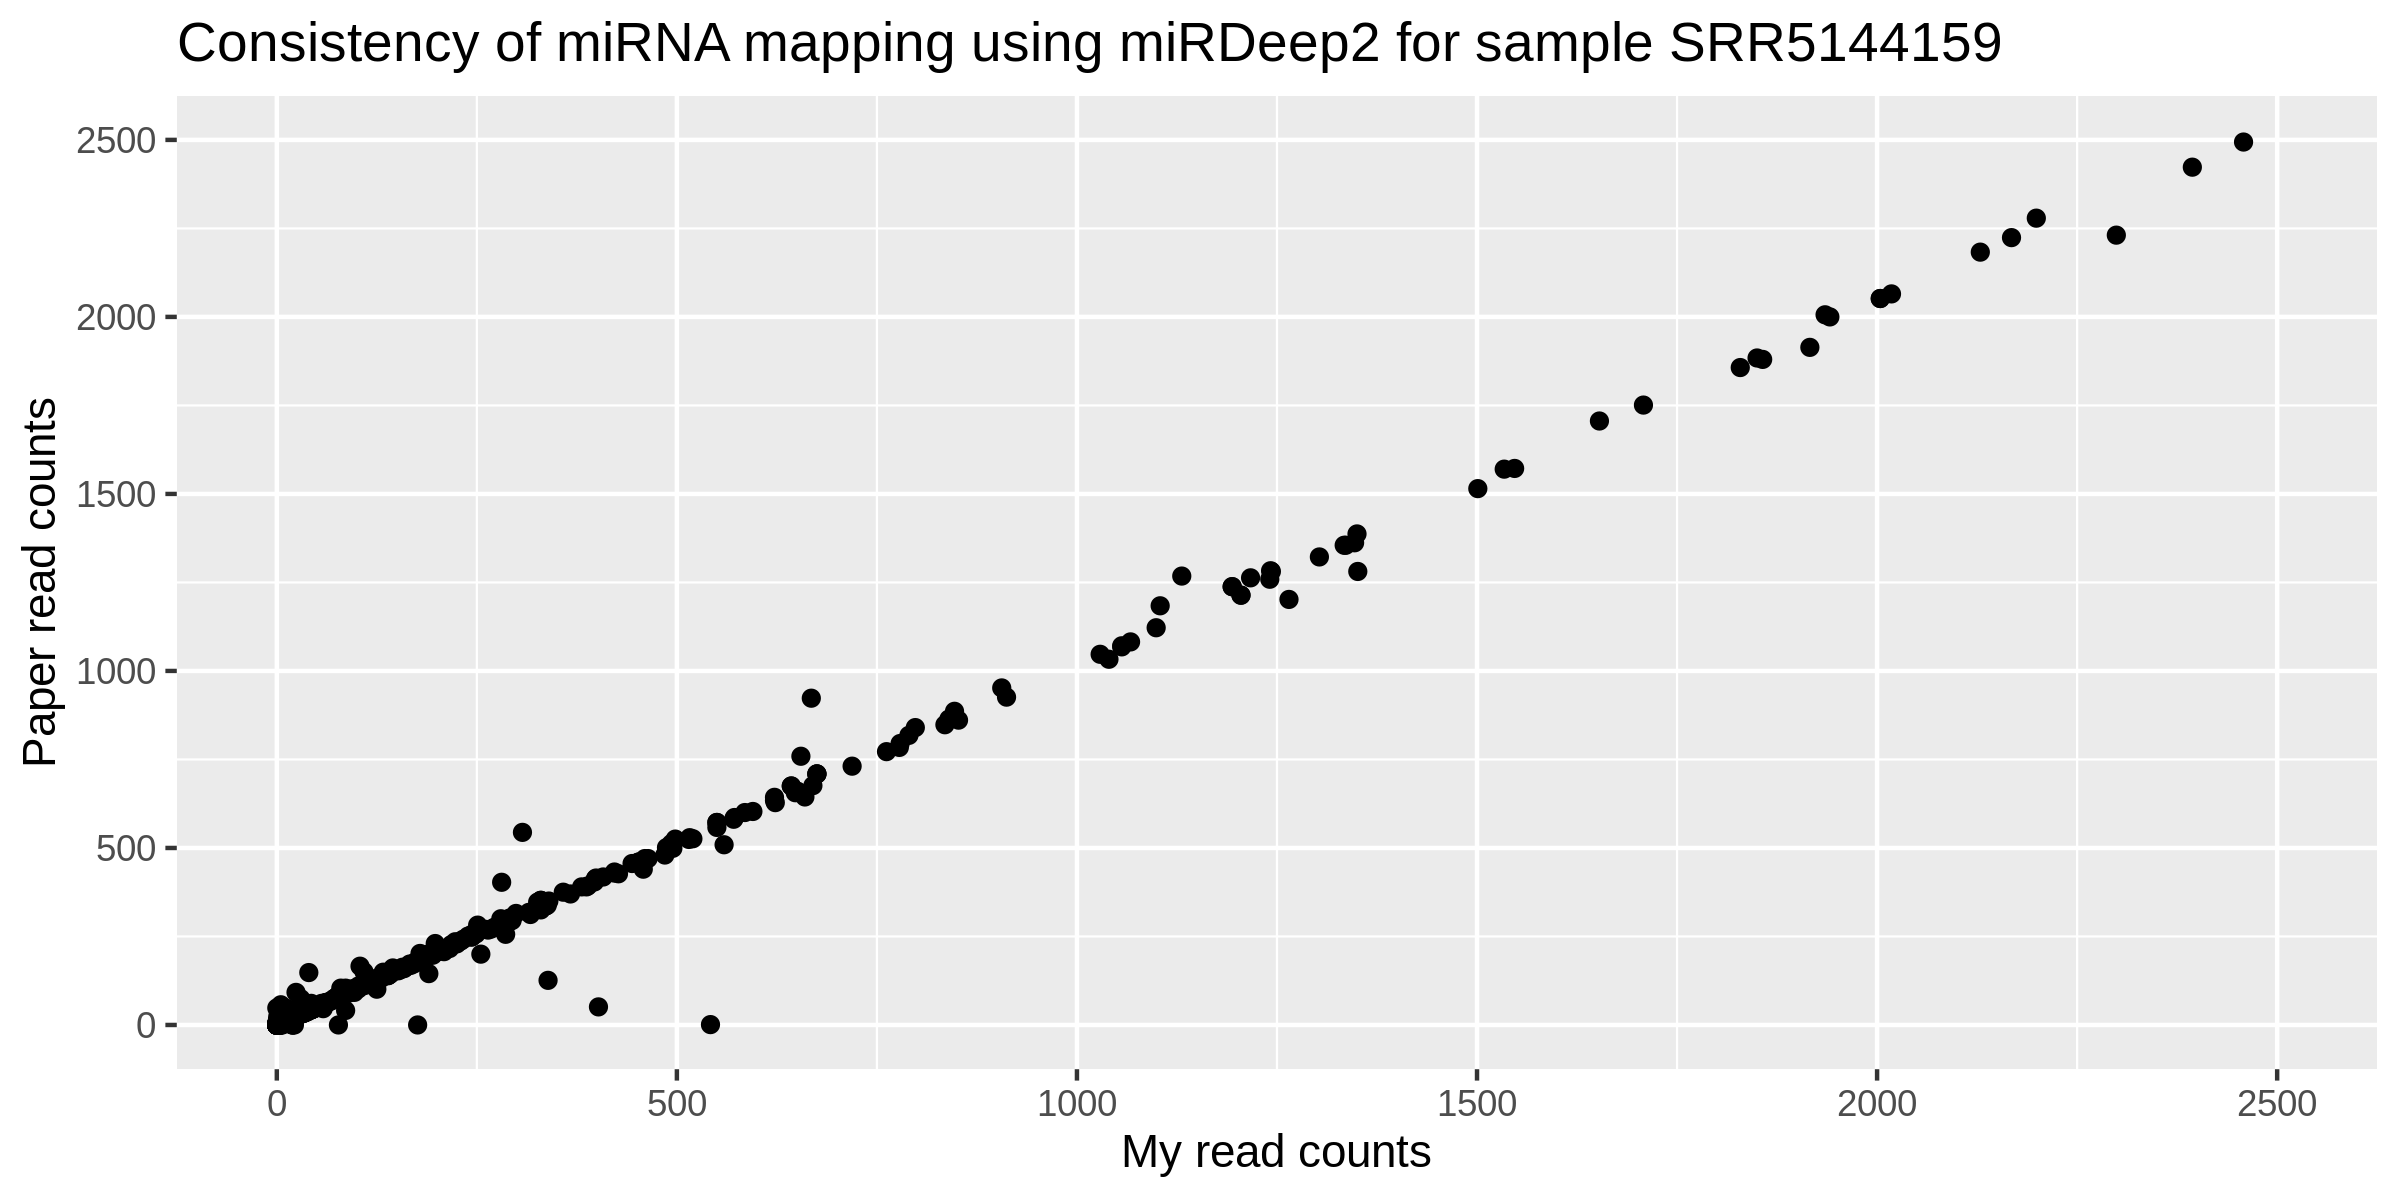 Consistency of miRNA mapping using miRDeep2 for sample SRR5144159
Paper read counts
2500
2000
1500
1000
500
0
0 500 1000 1500 2000 2500
My read counts